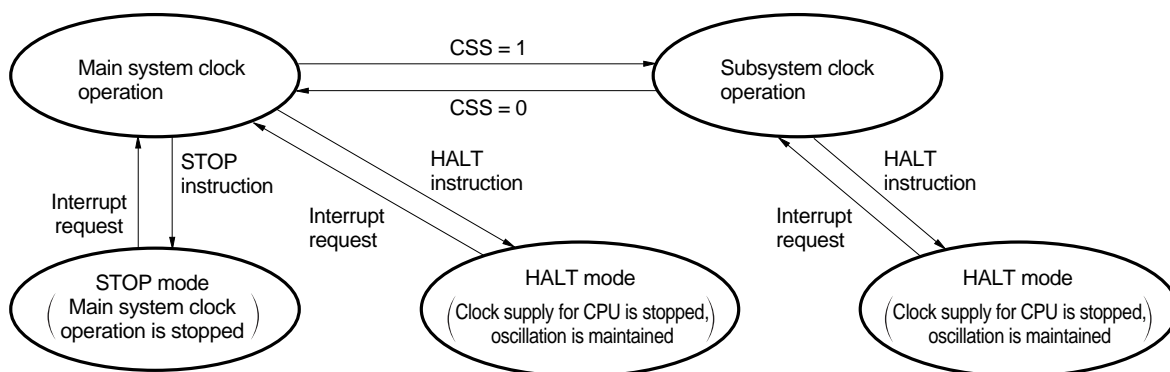 Main system clock
operation
CSS = 1
CSS = 0
Subsystem clock
operation
STOP
instruction
Interrupt
request
HALT
instruction
Interrupt
request
HALT
instruction
Interrupt
request
STOP mode
(Main system clock
operation is stopped)
HALT mode
(Clock supply for CPU is stopped,
oscillation is maintained)
HALT mode
(Clock supply for CPU is stopped,
oscillation is maintained)